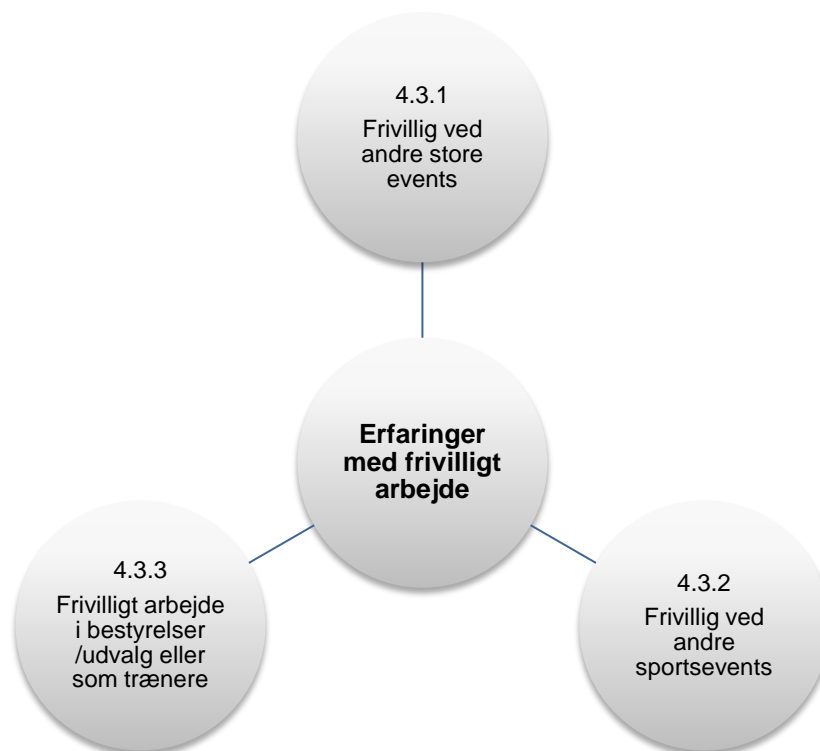 4.3.1
Frivillig ved
andre store
events
Erfaringer
med frivilligt
arbejde
4.3.3
Frivilligt arbejde
i bestyrelser
/udvalg eller
som trænere
4.3.2
Frivillig ved
andre
sportsevents